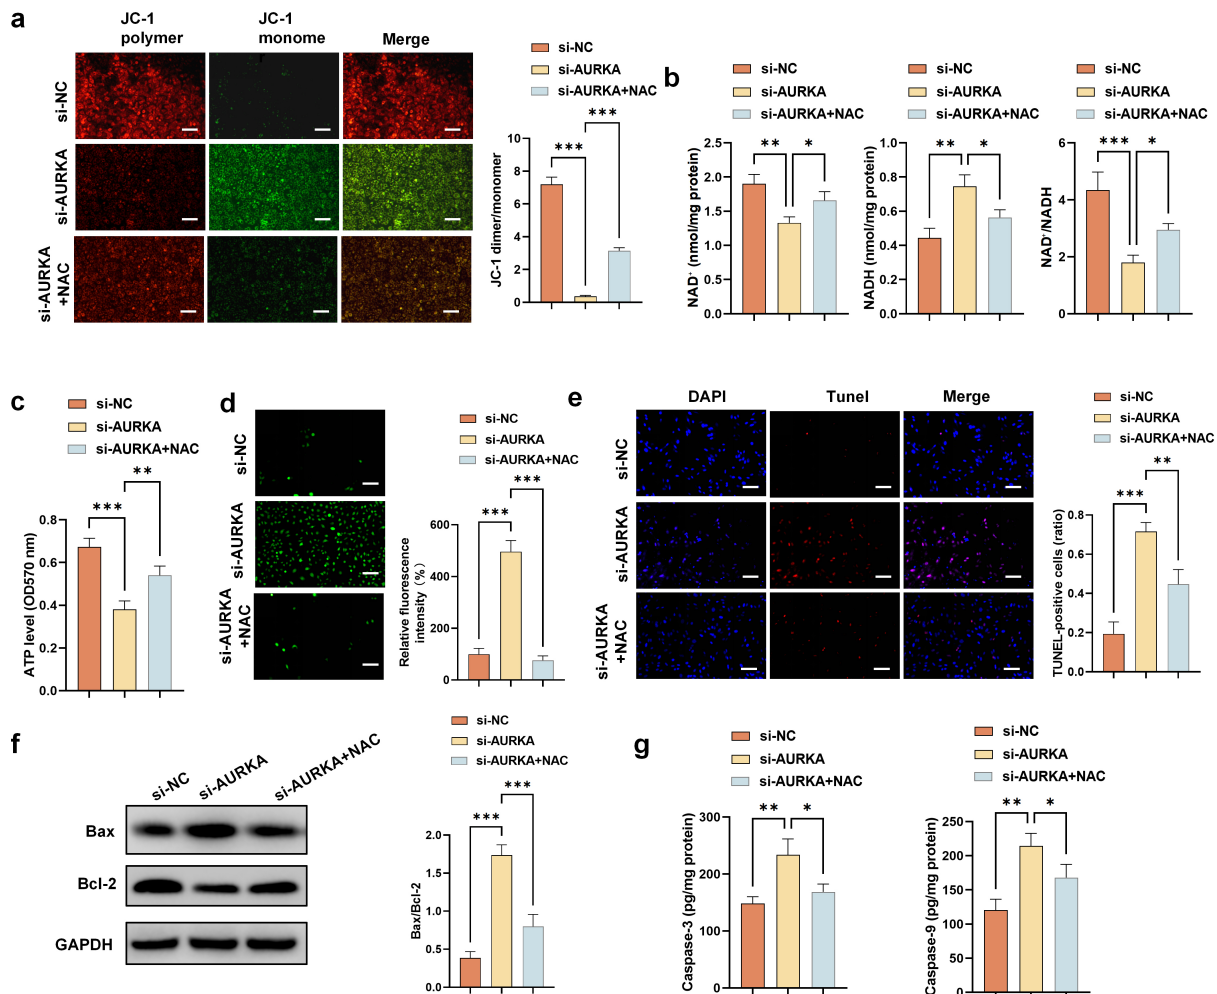 a
JC-1
polymer
JC-1
monome
Merge
si-NC
si-AURKA
si-AURKA
+NAC
si-NC
si-AURKA
si-AURKA+NAC
JC-1 dimer/monomer
10
8
6
4
2
0
***
***
b
si-NC
si-AURKA
si-AURKA+NAC
NAD⁺ (nmol/mg protein)
2.5
2.0
1.5
1.0
0.5
0.0
**
*
si-NC
si-AURKA
si-AURKA+NAC
NADH (nmol/mg protein)
1.0
0.8
0.6
0.4
0.2
0.0
**
*
si-NC
si-AURKA
si-AURKA+NAC
NAD⁺/NADH
6
4
2
0
***
*
c
si-NC
si-AURKA
si-AURKA+NAC
ATP level (OD570 nm)
0.8
0.6
0.4
0.2
0.0
***
**
d
si-NC
si-AURKA
si-AURKA
+NAC
si-NC
si-AURKA
si-AURKA+NAC
Relative fluorescence
intensity (%)
600
400
200
0
***
***
e
DAPI
Tunel
Merge
si-NC
si-AURKA
si-AURKA
+NAC
si-NC
si-AURKA
si-AURKA+NAC
TUNEL-positive cells (ratio)
0.8
0.6
0.4
0.2
0.0
***
**
f
si-NC
si-AURKA
si-AURKA+NAC
Bax
Bcl-2
GAPDH
si-NC
si-AURKA
si-AURKA+NAC
Bax/Bcl-2
2.0
1.5
1.0
0.5
0.0
***
***
g
si-NC
si-AURKA
si-AURKA+NAC
Caspase-3 (pg/mg protein)
300
200
100
0
**
*
si-NC
si-AURKA
si-AURKA+NAC
Caspase-9 (pg/mg protein)
250
200
150
100
50
0
**
*